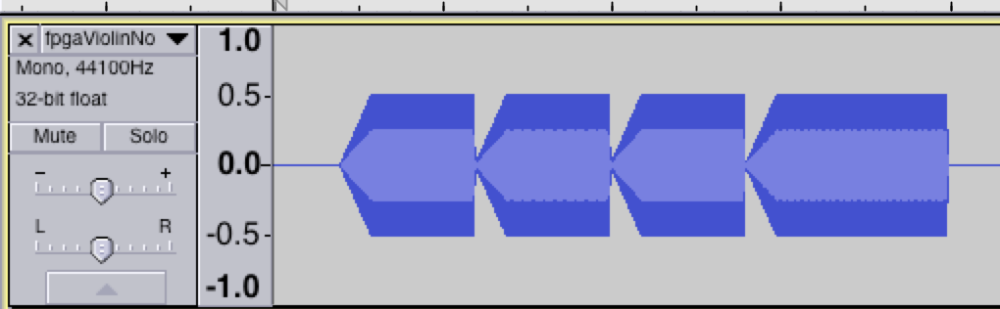 fpgaViolinNo
Mono, 44100Hz
32-bit float
Mute Solo
- +
L R
1.0
0.5-
0.0-
-0.5-
-1.0